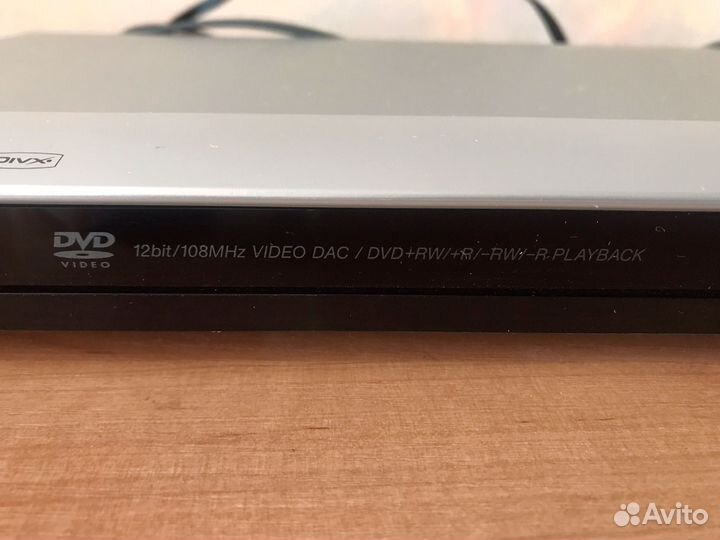 DIVX
DVD
VIDEO
12bit/108MHz VIDEO DAC / DVD+RW/+R/-RW/-R PLAYBACK
Avito